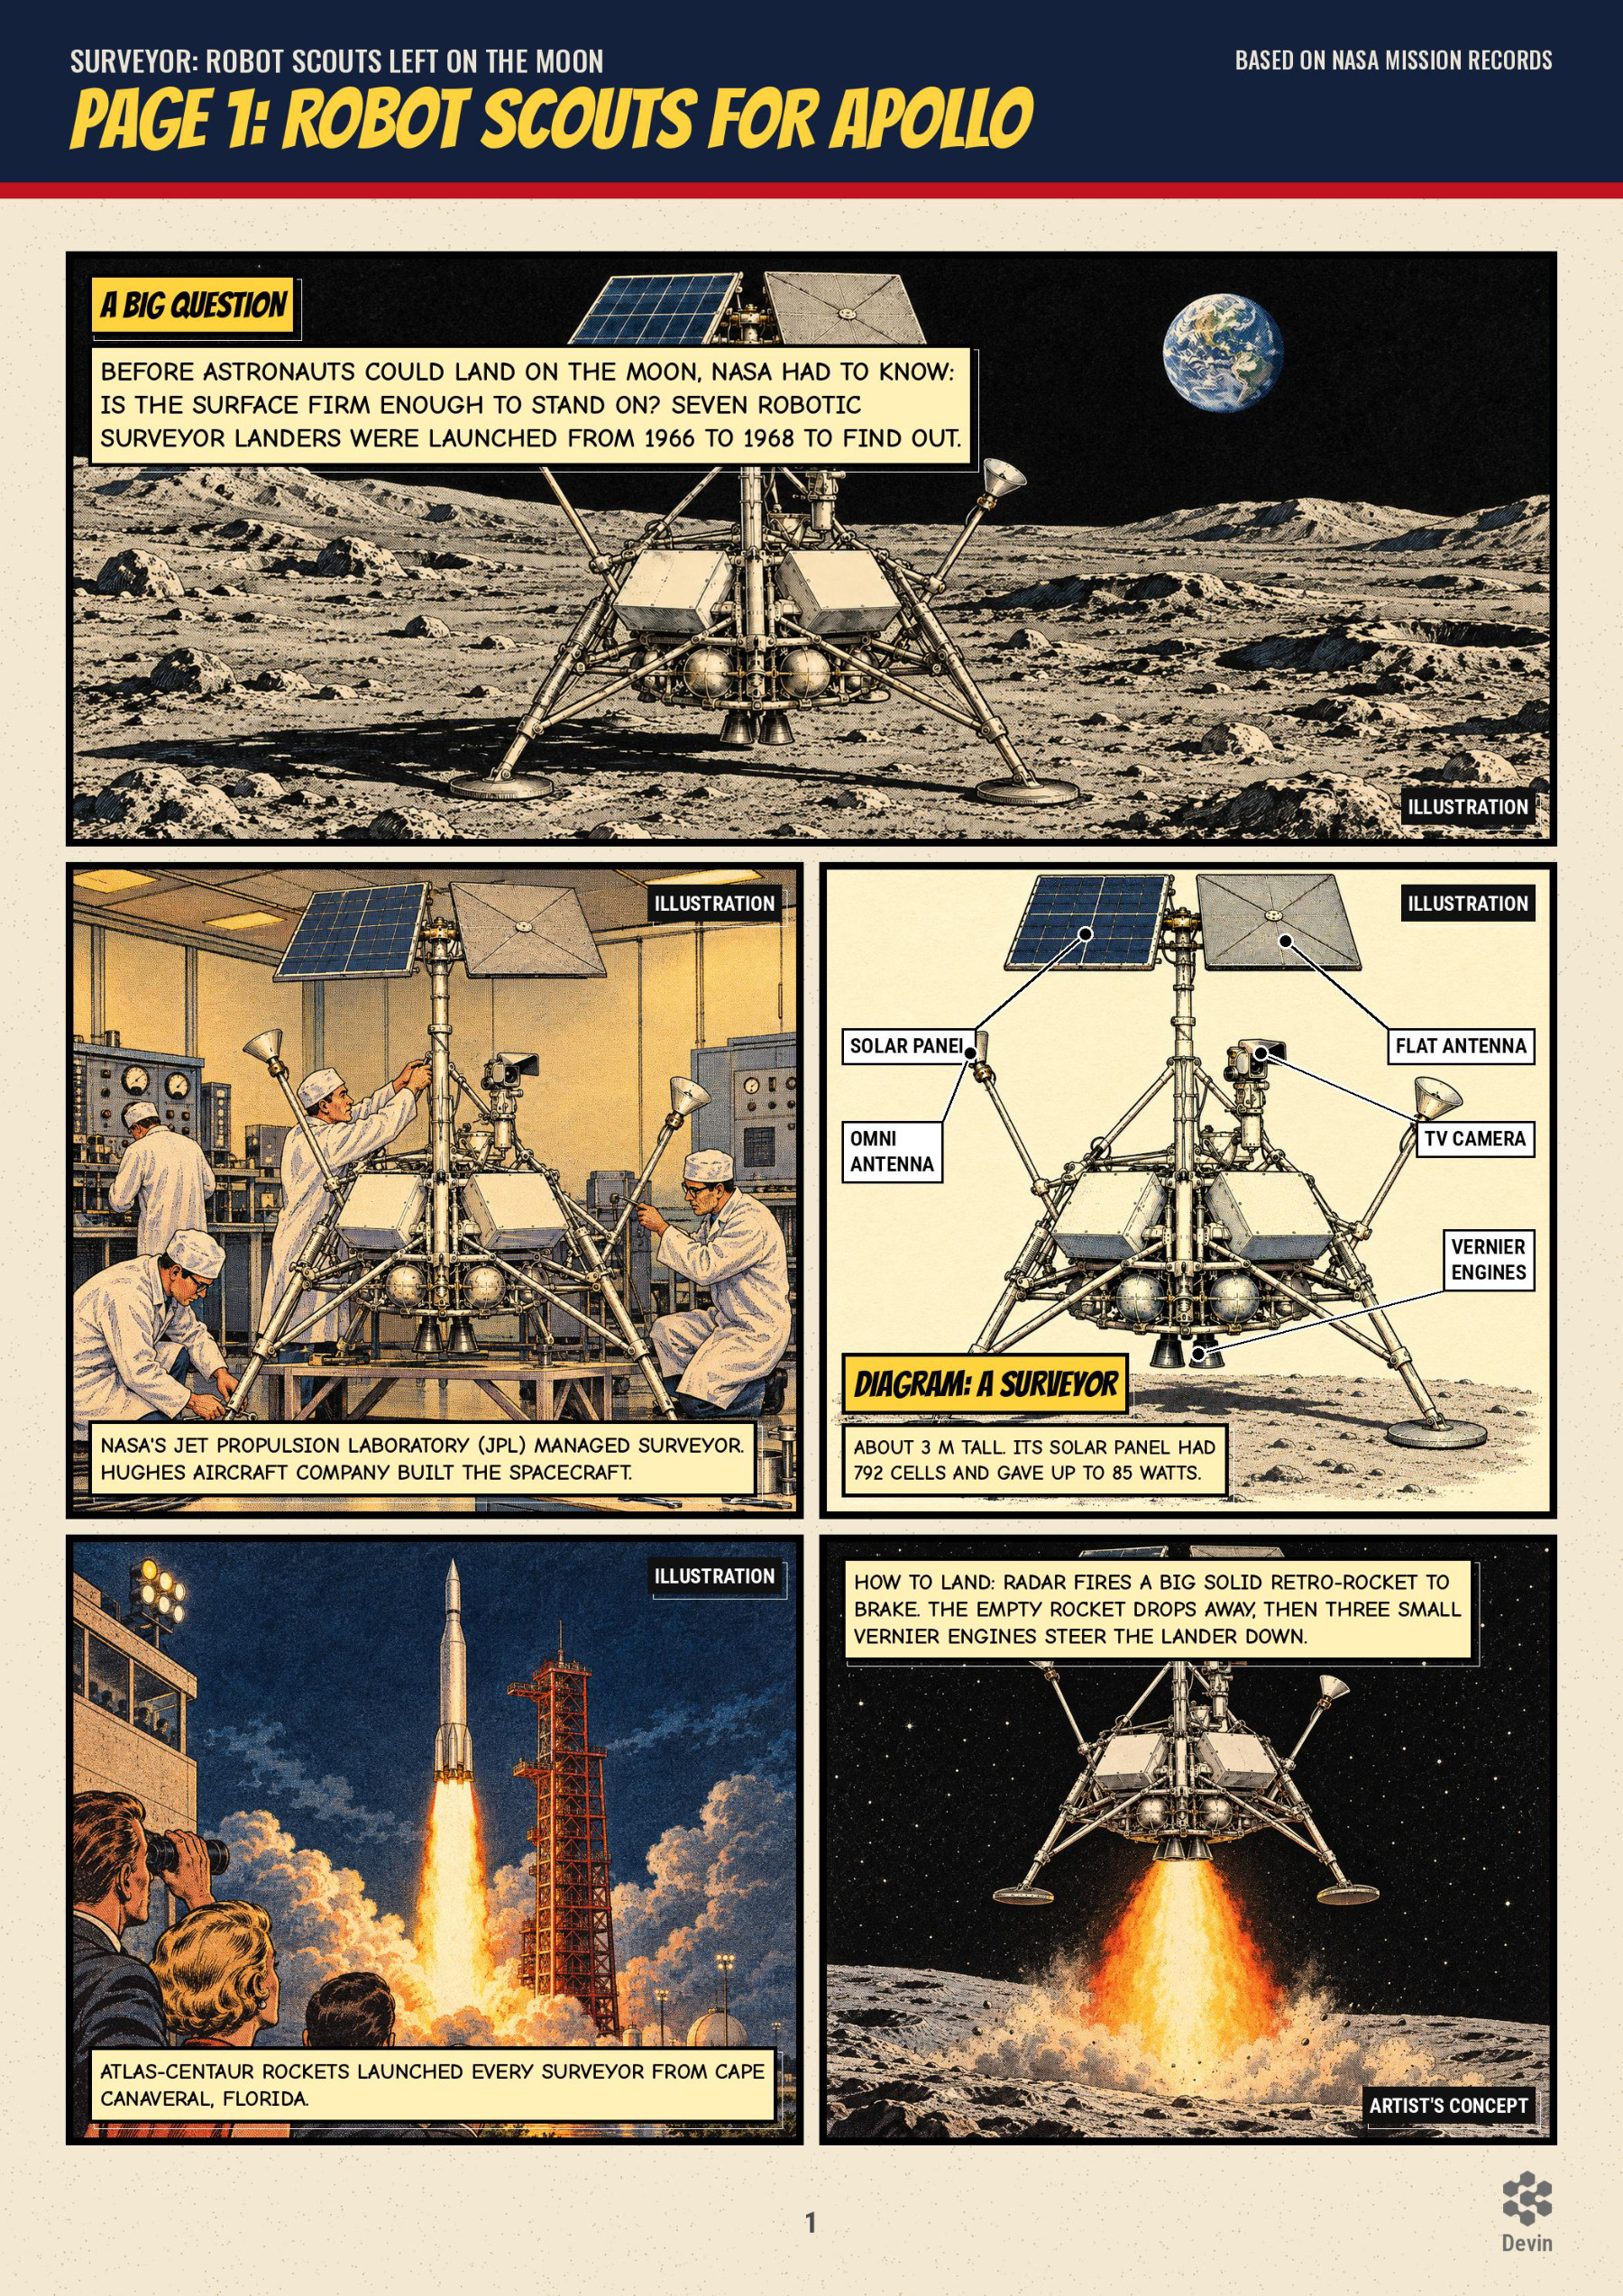 SURVEYOR: ROBOT SCOUTS LEFT ON THE MOON
BASED ON NASA MISSION RECORDS
PAGE 1: ROBOT SCOUTS FOR APOLLO
A BIG QUESTION
BEFORE ASTRONAUTS COULD LAND ON THE MOON, NASA HAD TO KNOW:
IS THE SURFACE FIRM ENOUGH TO STAND ON? SEVEN ROBOTIC
SURVEYOR LANDERS WERE LAUNCHED FROM 1966 TO 1968 TO FIND OUT.
ILLUSTRATION
ILLUSTRATION
NASA'S JET PROPULSION LABORATORY (JPL) MANAGED SURVEYOR.
HUGHES AIRCRAFT COMPANY BUILT THE SPACECRAFT.
ILLUSTRATION
SOLAR PANEL
FLAT ANTENNA
OMNI
ANTENNA
TV CAMERA
VERNIER
ENGINES
DIAGRAM: A SURVEYOR
ABOUT 3 M TALL. ITS SOLAR PANEL HAD
792 CELLS AND GAVE UP TO 85 WATTS.
ILLUSTRATION
ATLAS-CENTAUR ROCKETS LAUNCHED EVERY SURVEYOR FROM CAPE
CANAVERAL, FLORIDA.
HOW TO LAND: RADAR FIRES A BIG SOLID RETRO-ROCKET TO
BRAKE. THE EMPTY ROCKET DROPS AWAY, THEN THREE SMALL
VERNIER ENGINES STEER THE LANDER DOWN.
ARTIST'S CONCEPT
1
Devin